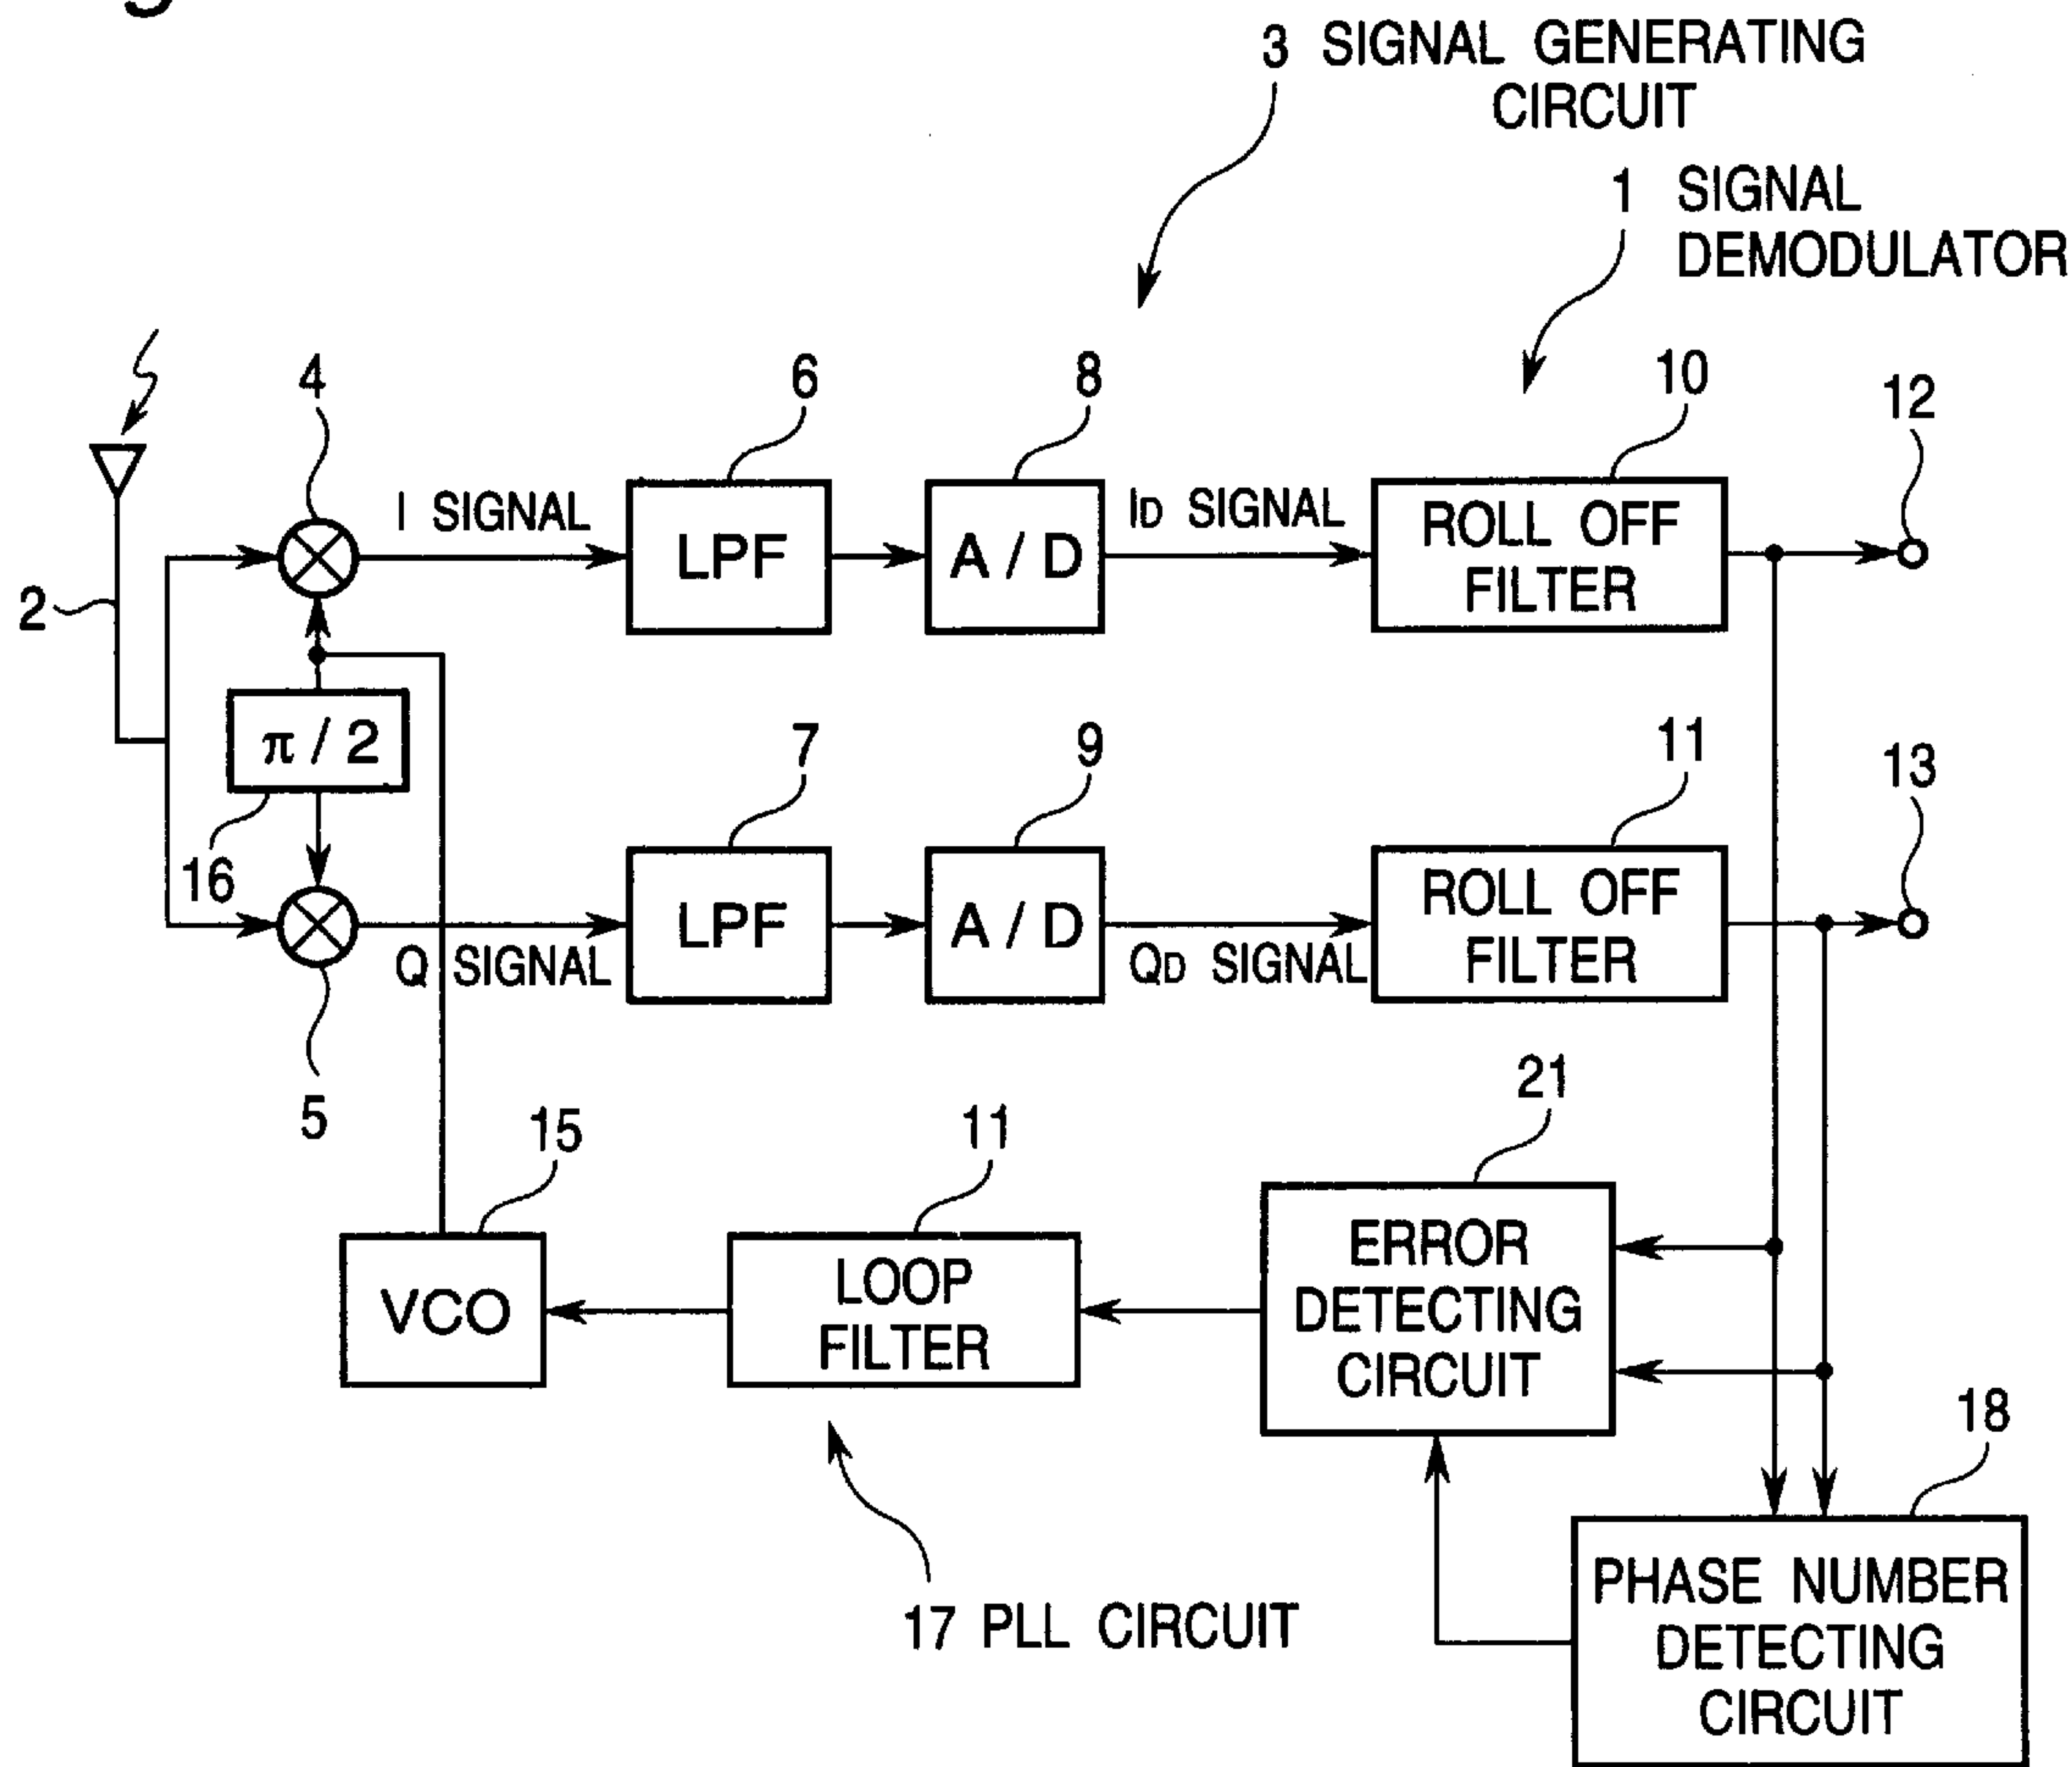 3 SIGNAL GENERATING
CIRCUIT
1 SIGNAL
DEMODULATOR
4
6
8
10
12
I SIGNAL
LPF
A / D
ID SIGNAL
ROLL OFF
FILTER
2
π / 2
16
7
9
11
13
Q SIGNAL
LPF
A / D
QD SIGNAL
ROLL OFF
FILTER
5
15
11
21
VCO
LOOP
FILTER
ERROR
DETECTING
CIRCUIT
18
17 PLL CIRCUIT
PHASE NUMBER
DETECTING
CIRCUIT